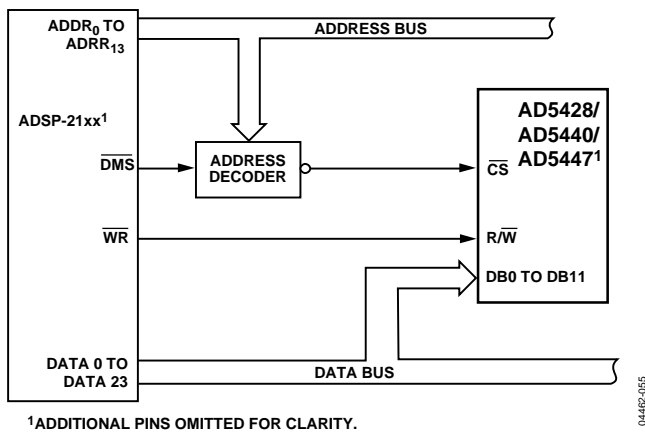 ADDR0 TO
ADRR13
ADDRESS BUS
ADSP-21xx1
DMS
ADDRESS
DECODER
AD5428/
AD5440/
AD54471
CS
WR
R/W
DB0 TO DB11
DATA 0 TO
DATA 23
DATA BUS
1ADDITIONAL PINS OMITTED FOR CLARITY.
04462-055